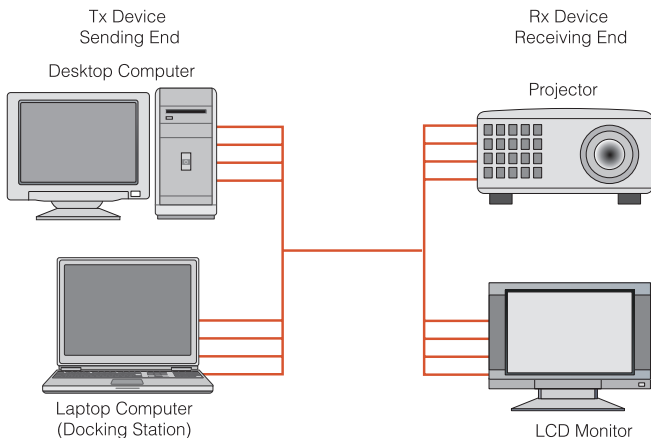 Tx Device
Sending End
Rx Device
Receiving End
Desktop Computer
Projector
Laptop Computer
(Docking Station)
LCD Monitor